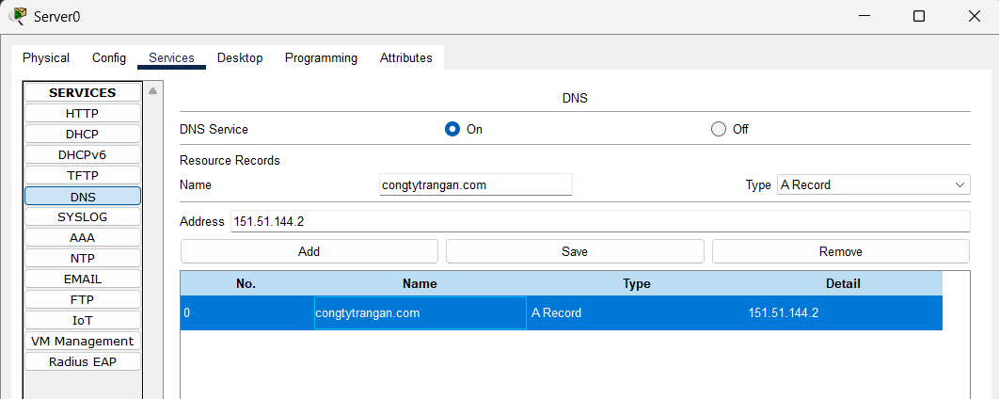 Server0
Physical Config Services Desktop Programming Attributes
SERVICES
HTTP
DHCP
DHCPv6
TFTP
DNS
SYSLOG
AAA
NTP
EMAIL
FTP
IoT
VM Management
Radius EAP
DNS
DNS Service On Off
Resource Records
Name congtytrangan.com Type A Record
Address 151.51.144.2
Add Save Remove
No. Name Type Detail
0 congtytrangan.com A Record 151.51.144.2